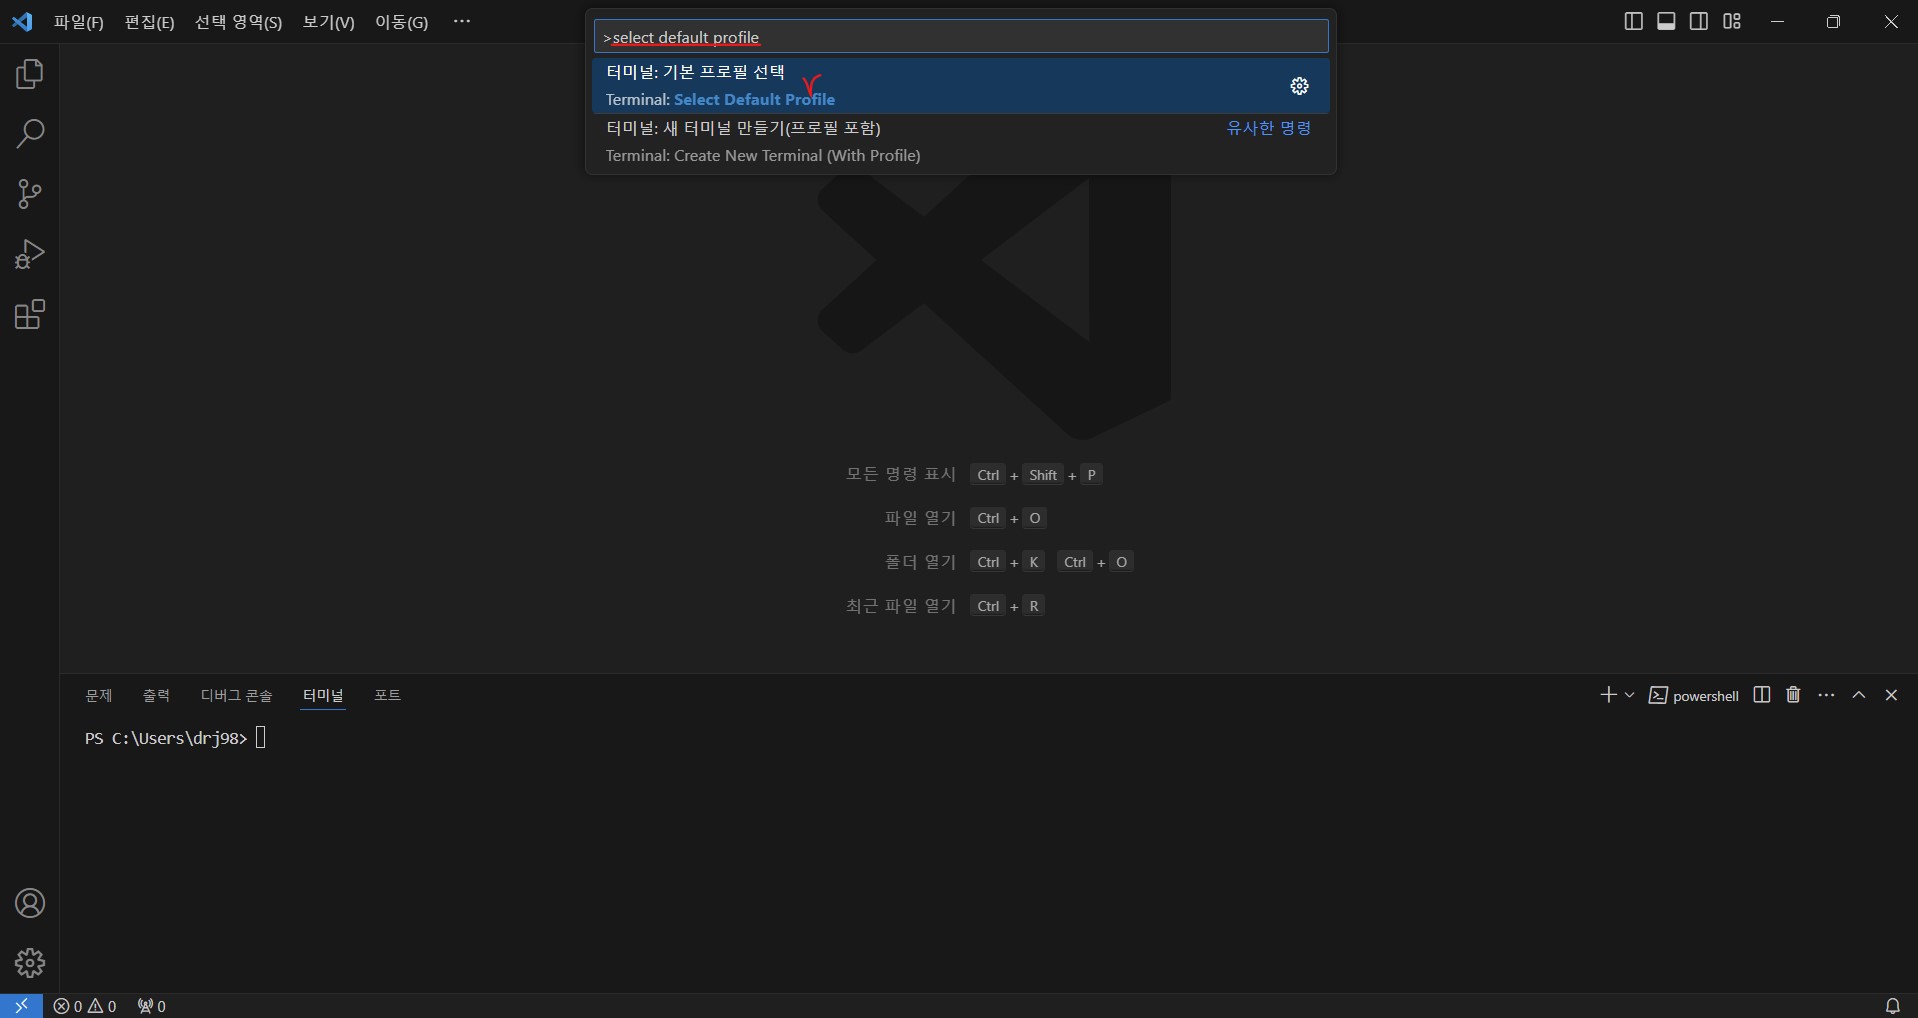 파일(F) 편집(E) 선택 영역(S) 보기(V) 이동(G) ···
>select default profile
터미널: 기본 프로필 선택
Terminal: Select Default Profile
터미널: 새 터미널 만들기(프로필 포함) 유사한 명령
Terminal: Create New Terminal (With Profile)
모든 명령 표시 Ctrl + Shift + P
파일 열기 Ctrl + O
폴더 열기 Ctrl + K Ctrl + O
최근 파일 열기 Ctrl + R
문제 출력 디버그 콘솔 터미널 포트 powershell
PS C:\Users\drj98>
0 0 0